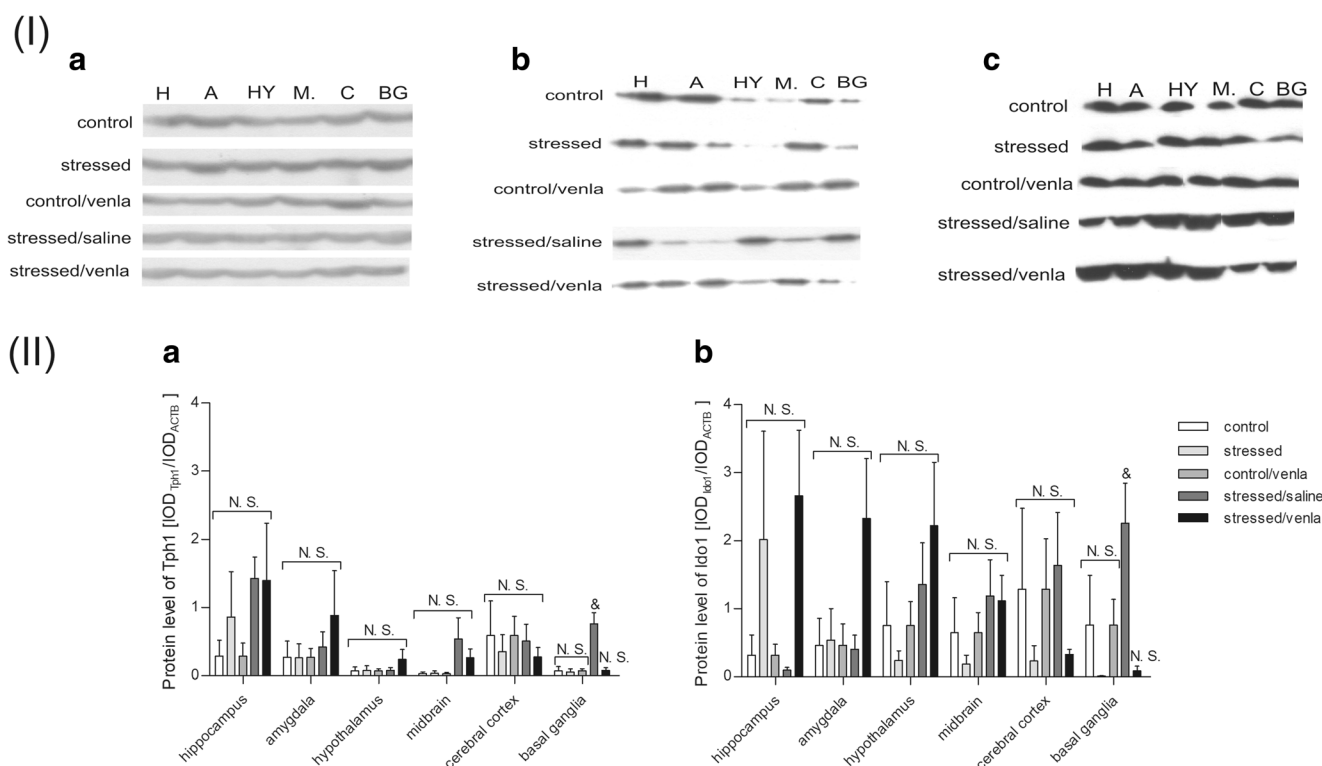 (I)
a
H A HY M. C BG
control
stressed
control/venla
stressed/saline
stressed/venla
b
H A HY M. C BG
control
stressed
control/venla
stressed/saline
stressed/venla
c
H A HY M. C BG
control
stressed
control/venla
stressed/saline
stressed/venla
(II)
a
Protein level of Tph1 [IOD Tph1/IOD ACTB ]
4
3
2
1
0
N. S.
N. S.
N. S.
N. S.
N. S.
N. S.
&
N. S.
hippocampus
amygdala
hypothalamus
midbrain
cerebral cortex
basal ganglia
b
Protein level of Ido1 [IOD Ido1/IOD ACTB ]
4
3
2
1
0
N. S.
N. S.
N. S.
N. S.
N. S.
N. S.
&
N. S.
hippocampus
amygdala
hypothalamus
midbrain
cerebral cortex
basal ganglia
control
stressed
control/venla
stressed/saline
stressed/venla